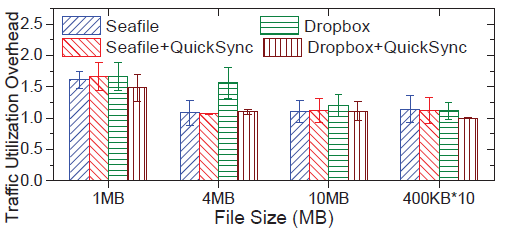 Traffic Utilization Overhead
2.5
2.0
1.5
1.0
0.5
0.0
Seafile
Dropbox
Seafile+QuickSync
Dropbox+QuickSync
1MB
4MB
10MB
400KB*10
File Size (MB)